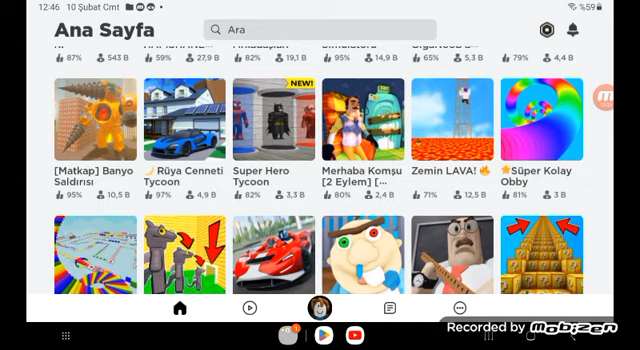 12:46 10 Şubat Cmt
%59
Ana Sayfa
Ara
87% 543 B
59% 27,9 B
82% 19,1 B
95% 14,9 B
65% 5,3 B
79% 4,4 B
NEW!
[Matkap] Banyo Saldırısı
95% 10,5 B
🌙Rüya Cenneti Tycoon
97% 4,9 B
Super Hero Tycoon
82% 3,3 B
Merhaba Komşu [2 Eylem] [...
80% 2,4 B
Zemin LAVA! 🔥
71% 12,5 B
🌟Süper Kolay Obby
81% 3 B
Recorded by Mobizen